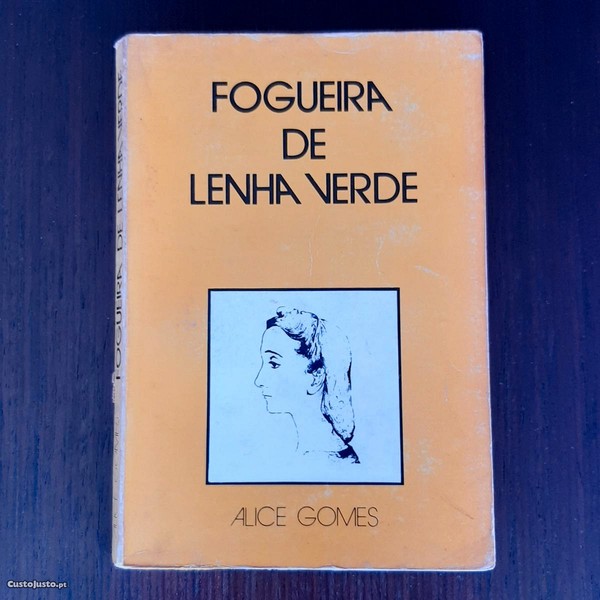 FOGUEIRA
DE
LENHA VERDE
ALICE GOMES
FOGUEIRA DE LENHA VERDE
CustoJusto.pt